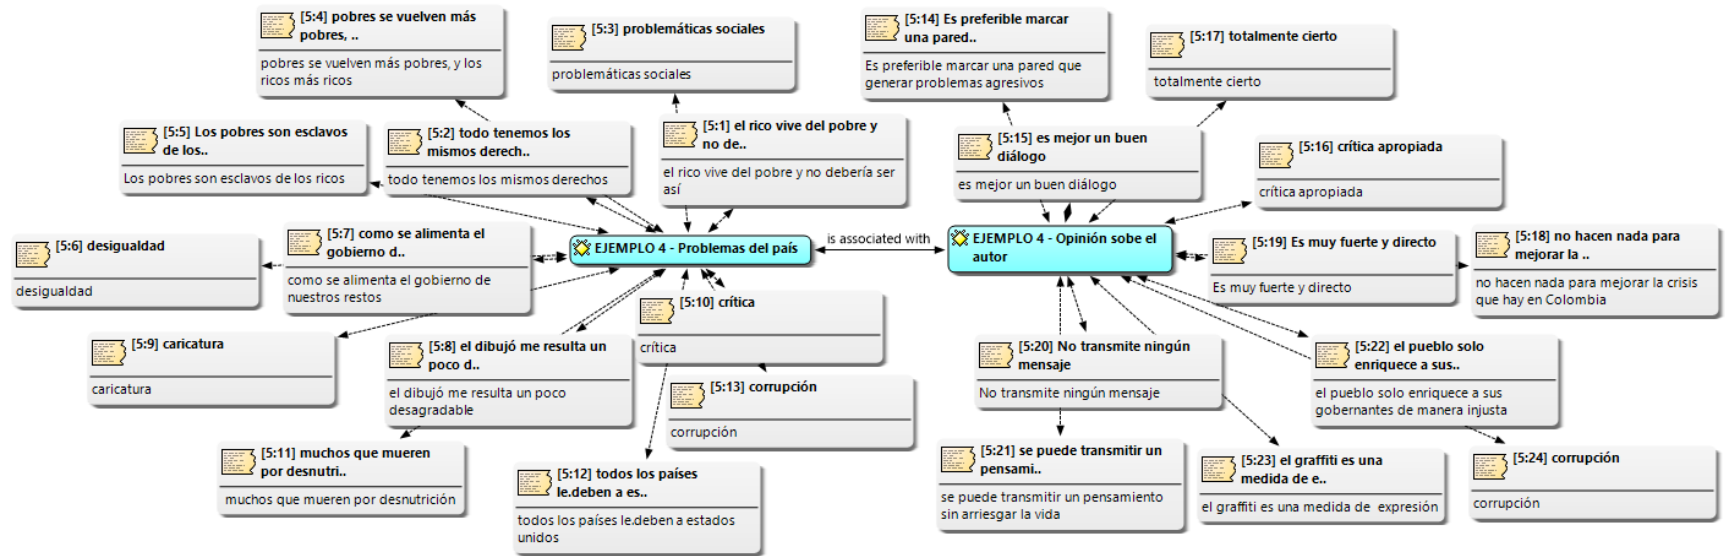 [5:4] pobres se vuelven más
pobres, ..
pobres se vuelven más pobres, y los
ricos más ricos
[5:3] problemáticas sociales
problemáticas sociales
[5:14] Es preferible marcar
una pared..
Es preferible marcar una pared que
generar problemas agresivos
[5:17] totalmente cierto
totalmente cierto
[5:5] Los pobres son esclavos
de los..
Los pobres son esclavos de los ricos
[5:2] todo tenemos los
mismos derech..
todo tenemos los mismos derechos
[5:1] el rico vive del pobre y
no de..
el rico vive del pobre y no debería ser
así
[5:15] es mejor un buen
diálogo
es mejor un buen diálogo
[5:16] crítica apropiada
crítica apropiada
[5:6] desigualdad
desigualdad
[5:7] como se alimenta el
gobierno d..
como se alimenta el gobierno de
nuestros restos
EJEMPLO 4 - Problemas del país
is associated with
EJEMPLO 4 - Opinión sobe el
autor
[5:19] Es muy fuerte y directo
Es muy fuerte y directo
[5:18] no hacen nada para
mejorar la ..
no hacen nada para mejorar la crisis
que hay en Colombia
[5:9] caricatura
caricatura
[5:8] el dibujó me resulta un
poco d..
el dibujó me resulta un poco
desagradable
[5:10] crítica
crítica
[5:13] corrupción
corrupción
[5:20] No transmite ningún
mensaje
No transmite ningún mensaje
[5:22] el pueblo solo
enriquece a sus..
el pueblo solo enriquece a sus
gobernantes de manera injusta
[5:11] muchos que mueren
por desnutri..
muchos que mueren por desnutrición
[5:12] todos los países
le.deben a es..
todos los países le.deben a estados
unidos
[5:21] se puede transmitir un
pensami..
se puede transmitir un pensamiento
sin arriesgar la vida
[5:23] el graffiti es una
medida de e..
el graffiti es una medida de  expresión
[5:24] corrupción
corrupción